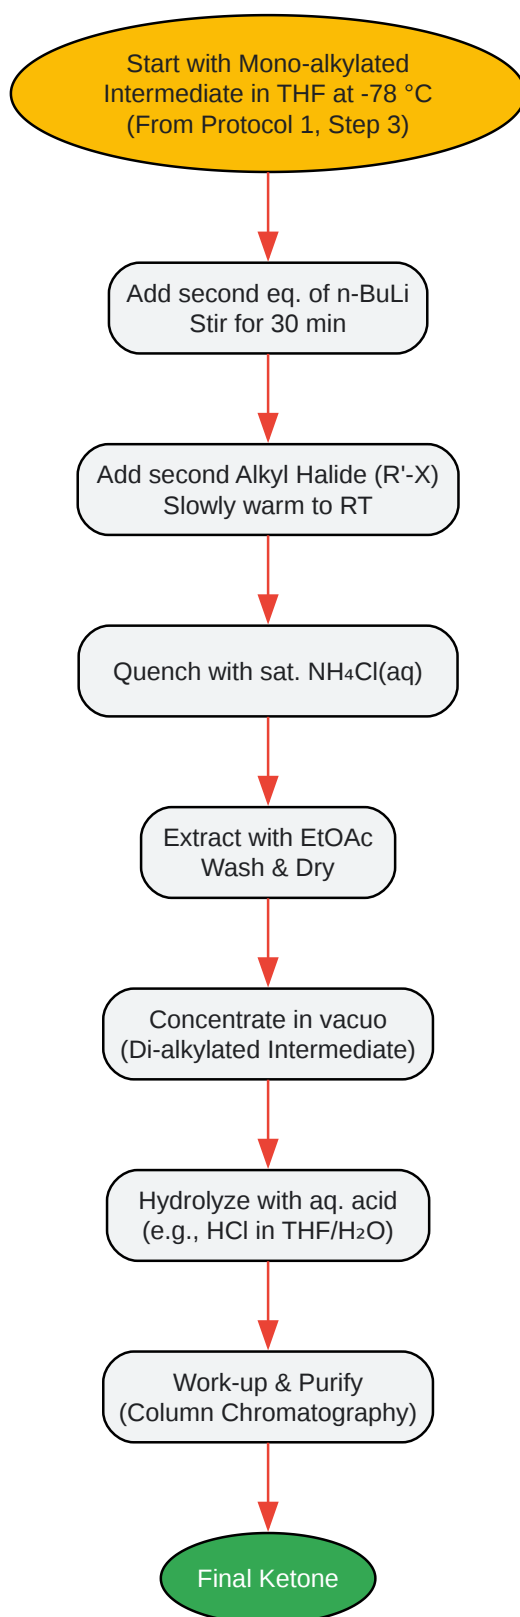 Start with Mono-alkylated
Intermediate in THF at -78 °C
(From Protocol 1, Step 3)
Add second eq. of n-BuLi
Stir for 30 min
Add second Alkyl Halide (R'-X)
Slowly warm to RT
Quench with sat. NH₄Cl(aq)
Extract with EtOAc
Wash & Dry
Concentrate in vacuo
(Di-alkylated Intermediate)
Hydrolyze with aq. acid
(e.g., HCl in THF/H₂O)
Work-up & Purify
(Column Chromatography)
Final Ketone